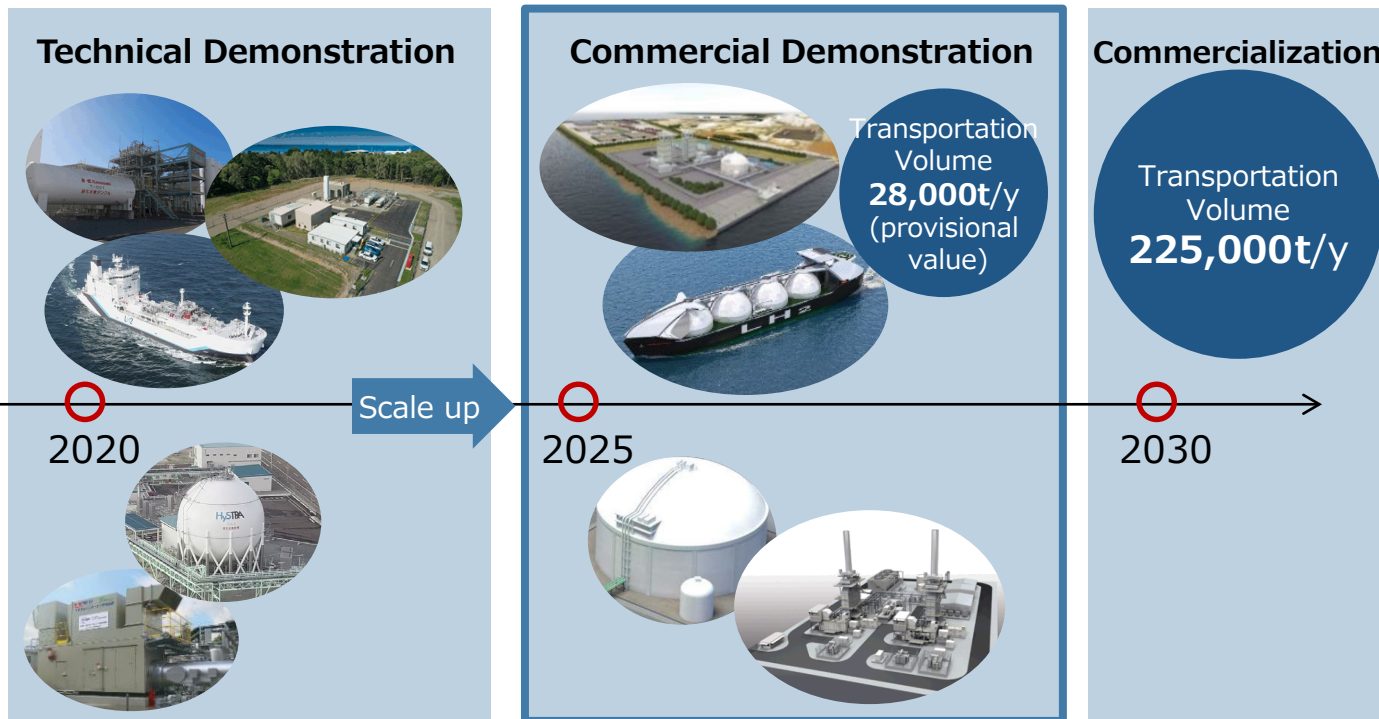 Technical Demonstration
Commercial Demonstration
Commercialization
Transportation
Volume
28,000t/y
(provisional
value)
Transportation
Volume
225,000t/y
LH2
Scale up
2020
2025
2030
HySTRA